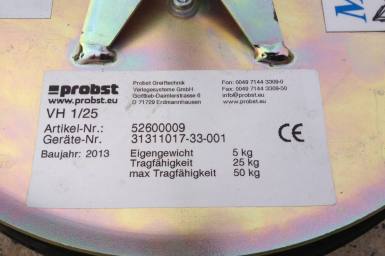 probst
www.probst.eu
Probst Greiftechnik
Verlegesysteme GmbH
Gottlieb-Daimlerstrasse 6
D 71729 Erdmannhausen
Fon: 0049 7144 3309-0
Fax: 0049 7144 3309-50
info@probst.eu
www.probst.eu
VH 1/25
Artikel-Nr.: 52600009
Geräte-Nr. 31311017-33-001
CE
Baujahr: 2013 Eigengewicht 5 kg
Tragfähigkeit 25 kg
max Tragfähigkeit 50 kg